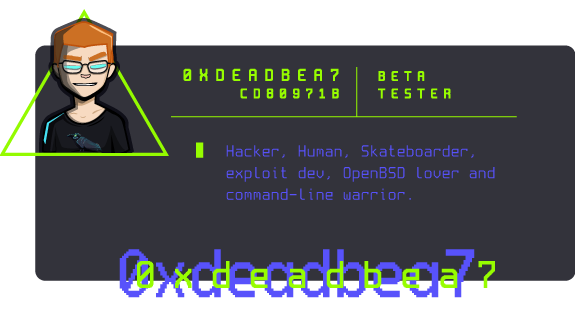 0XDEADBEA7
CD80971B
BETA
TESTER
Hacker, Human, Skateboarder,
exploit dev, OpenBSD lover and
command-line warrior.
0xdeadbea7
0xdeadbea7